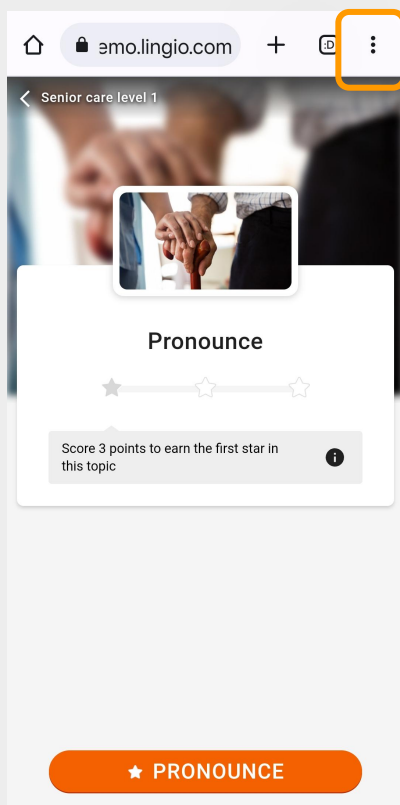 emo.lingio.com
:D
Senior care level 1
Pronounce
Score 3 points to earn the first star in
this topic
PRONOUNCE